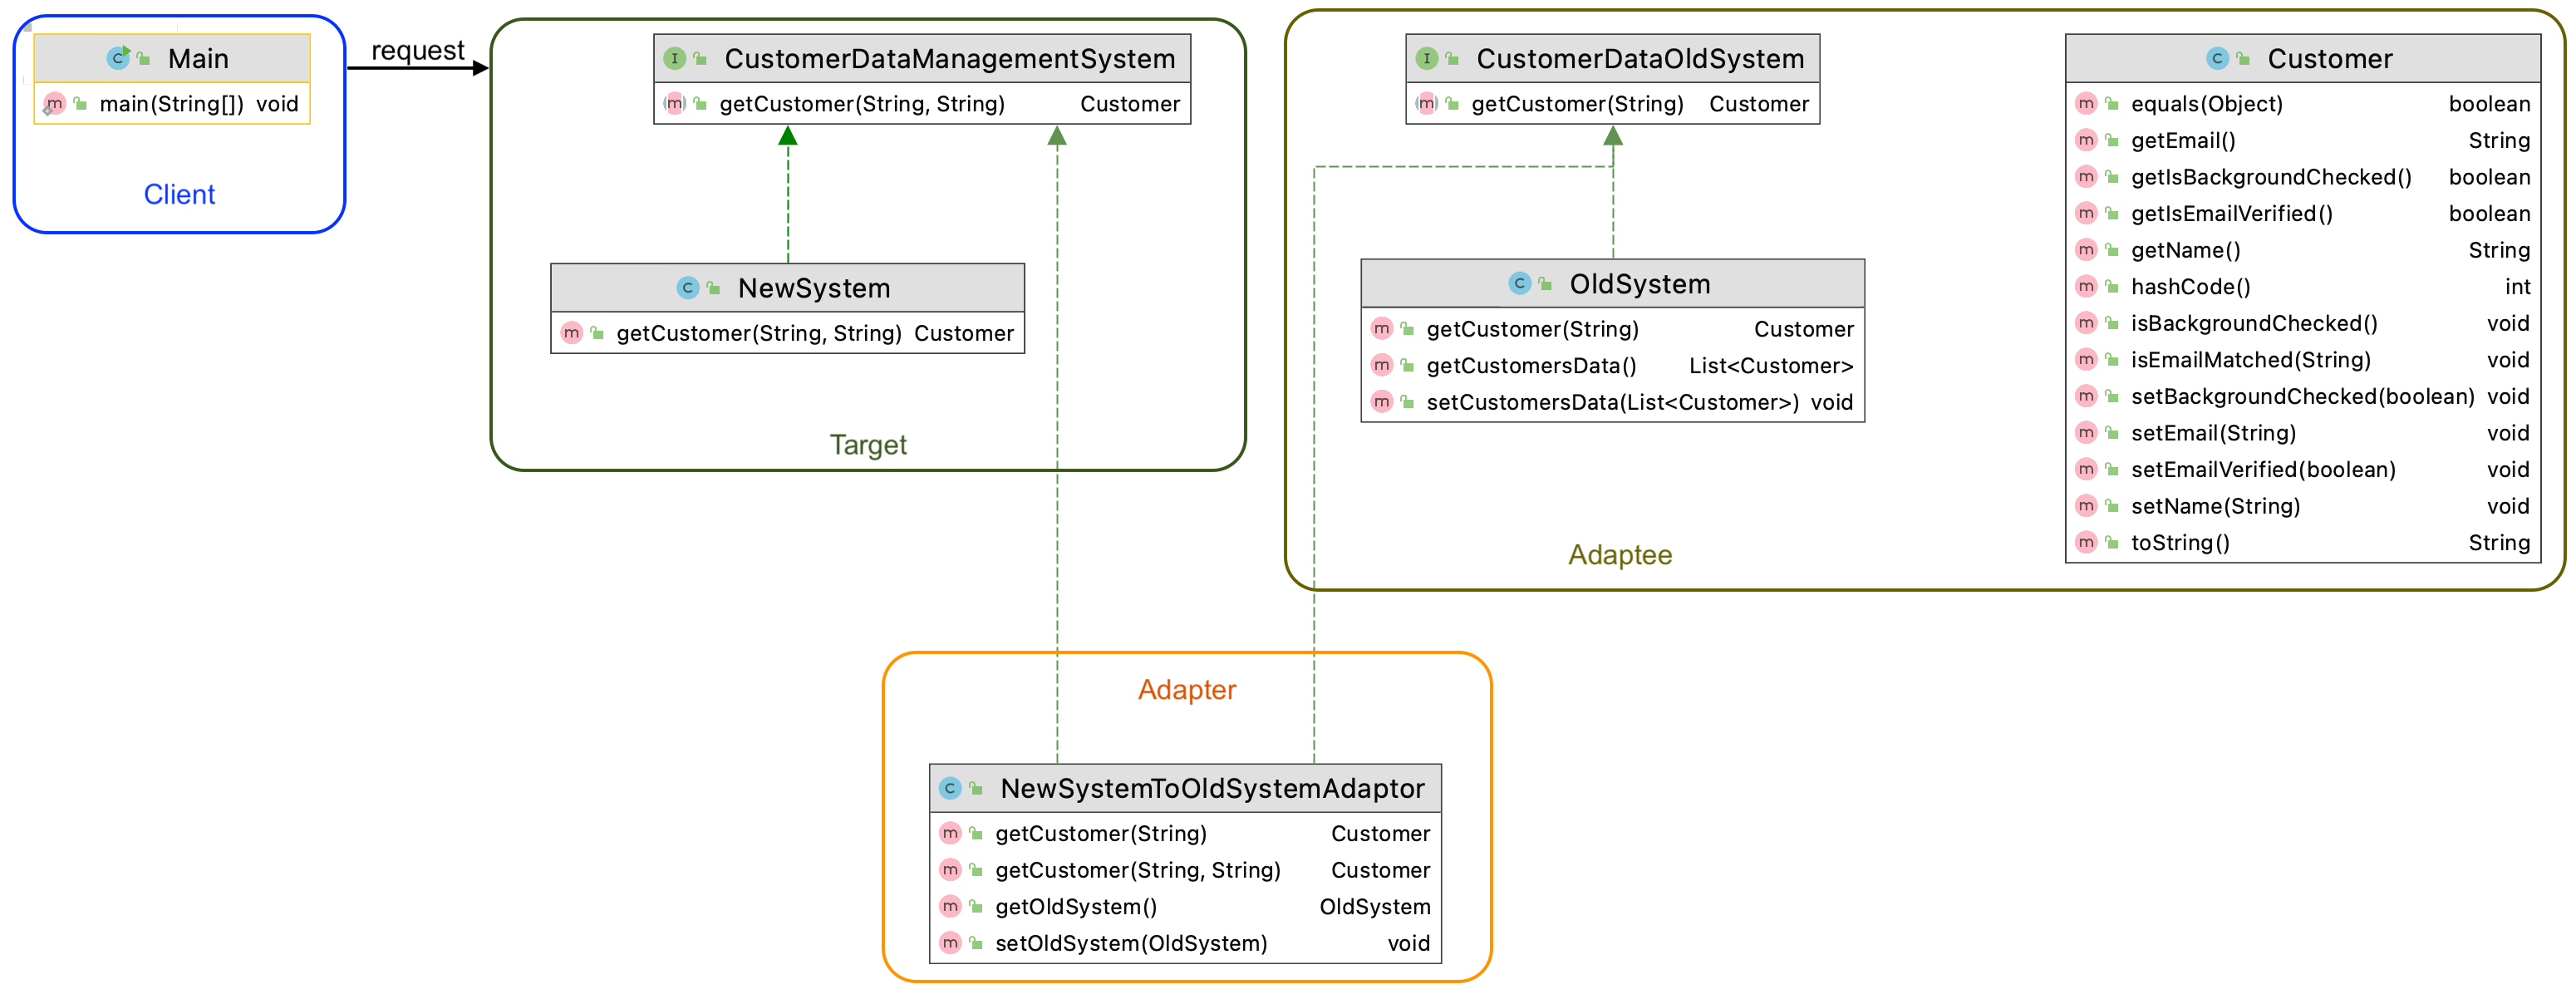 Main
main(String[]) void
Client
request
CustomerDataManagementSystem
getCustomer(String, String) Customer
NewSystem
getCustomer(String, String) Customer
Target
CustomerDataOldSystem
getCustomer(String) Customer
OldSystem
getCustomer(String) Customer
getCustomersData() List<Customer>
setCustomersData(List<Customer>) void
Adaptee
Customer
equals(Object) boolean
getEmail() String
getIsBackgroundChecked() boolean
getIsEmailVerified() boolean
getName() String
hashCode() int
isBackgroundChecked() void
isEmailMatched(String) void
setBackgroundChecked(boolean) void
setEmail(String) void
setEmailVerified(boolean) void
setName(String) void
toString() String
Adapter
NewSystemToOldSystemAdaptor
getCustomer(String) Customer
getCustomer(String, String) Customer
getOldSystem() OldSystem
setOldSystem(OldSystem) void